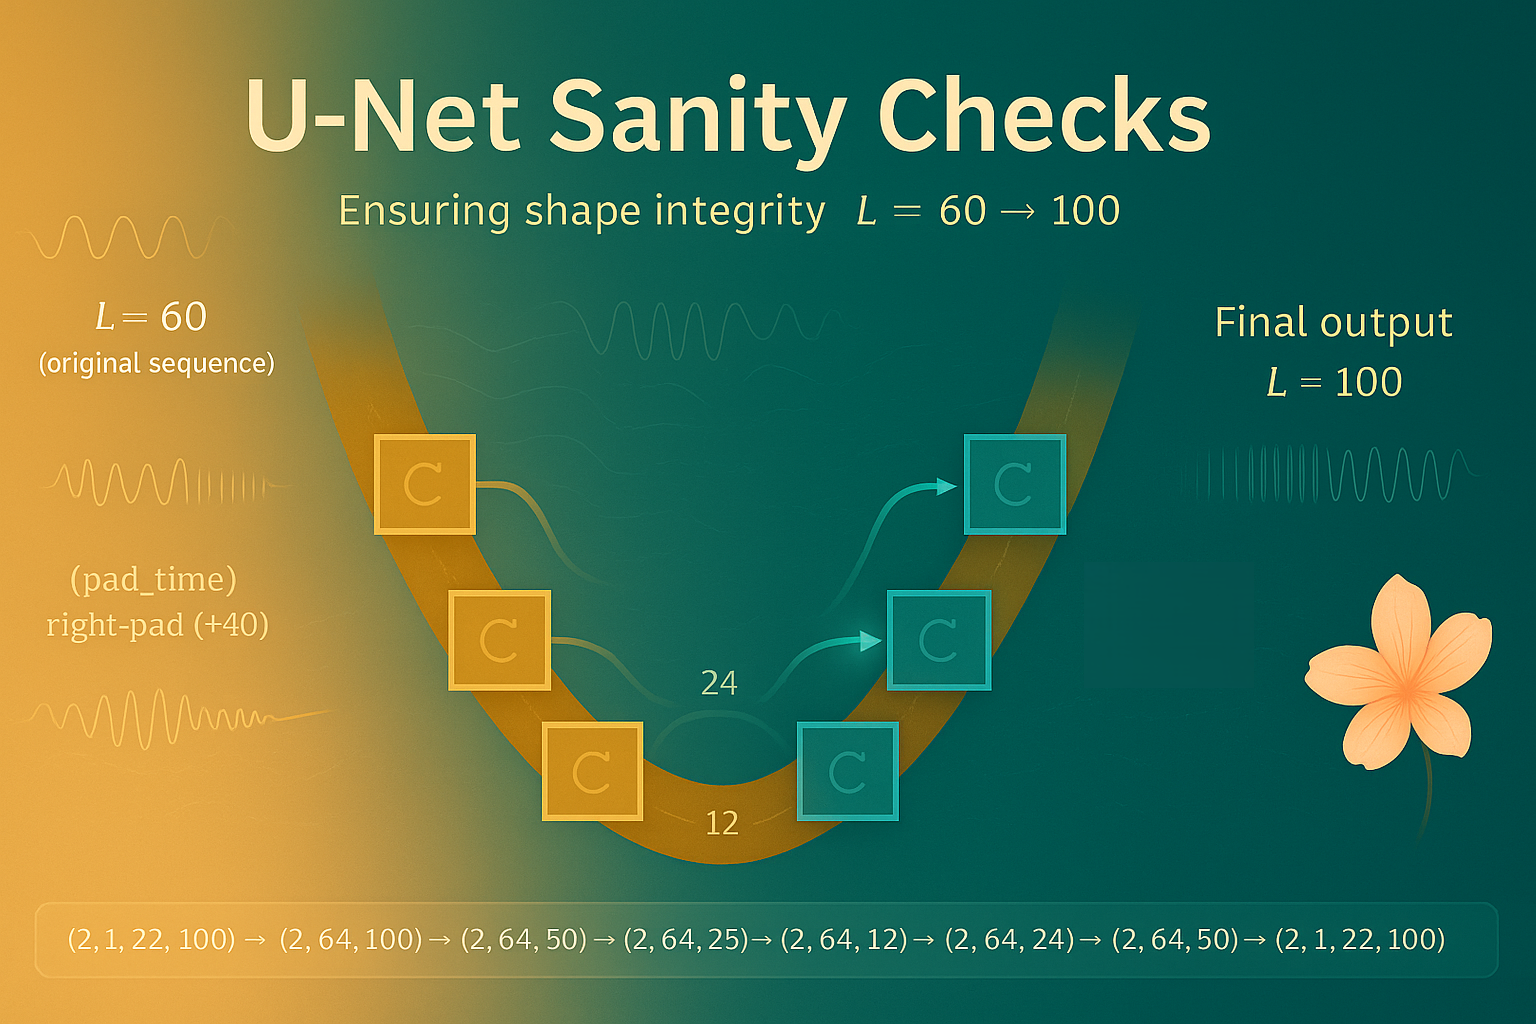 U-Net Sanity Checks
Ensuring shape integrity L = 60 → 100
L = 60
(original sequence)
(pad_time)
right-pad (+40)
Final output
L = 100
C
C
C
C
C
C
24
12
(2, 1, 22, 100) → (2, 64, 100) → (2, 64, 50) → (2, 64, 25) → (2, 64, 12) → (2, 64, 24) → (2, 64, 50) → (2, 1, 22, 100)